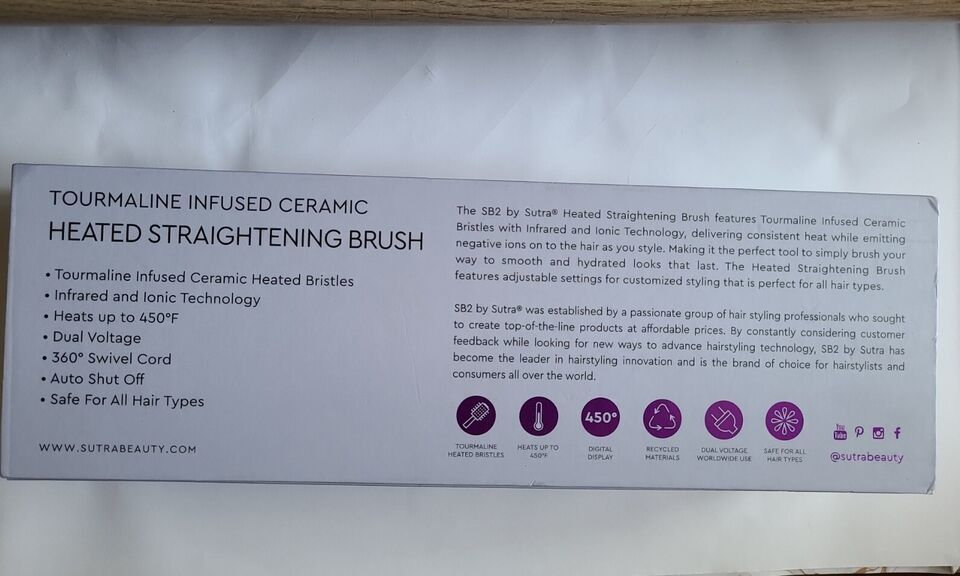 TOURMALINE INFUSED CERAMIC
HEATED STRAIGHTENING BRUSH
• Tourmaline Infused Ceramic Heated Bristles
• Infrared and Ionic Technology
• Heats up to 450°F
• Dual Voltage
• 360° Swivel Cord
• Auto Shut Off
• Safe For All Hair Types
WWW.SUTRABEAUTY.COM
The SB2 by Sutra® Heated Straightening Brush features Tourmaline Infused Ceramic
Bristles with Infrared and Ionic Technology, delivering consistent heat while emitting
negative ions on to the hair as you style. Making it the perfect tool to simply brush your
way to smooth and hydrated looks that last. The Heated Straightening Brush
features adjustable settings for customized styling that is perfect for all hair types.
SB2 by Sutra® was established by a passionate group of hair styling professionals who sought
to create top-of-the-line products at affordable prices. By constantly considering customer
feedback while looking for new ways to advance hairstyling technology, SB2 by Sutra has
become the leader in hairstyling innovation and is the brand of choice for hairstylists and
consumers all over the world.
450°
TOURMALINE
HEATED BRISTLES
HEATS UP TO
450°F
DIGITAL
DISPLAY
RECYCLED
MATERIALS
DUAL VOLTAGE
WORLDWIDE USE
SAFE FOR ALL
HAIR TYPES
You
Tube
@sutrabeauty